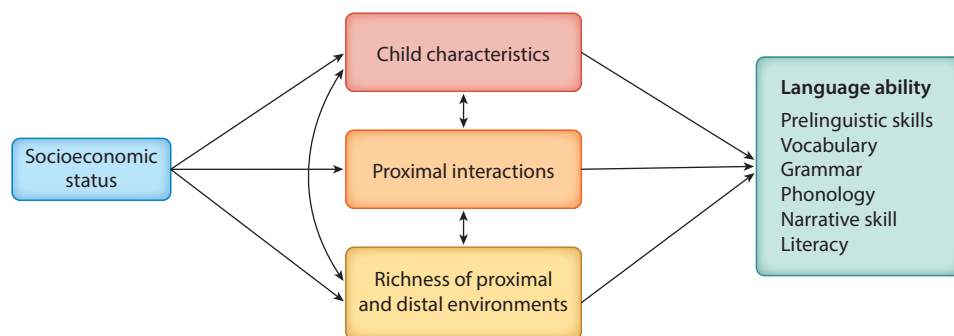 Child characteristics
Socioeconomic
status
Proximal interactions
Richness of proximal
and distal environments
Language ability
Prelinguistic skills
Vocabulary
Grammar
Phonology
Narrative skill
Literacy